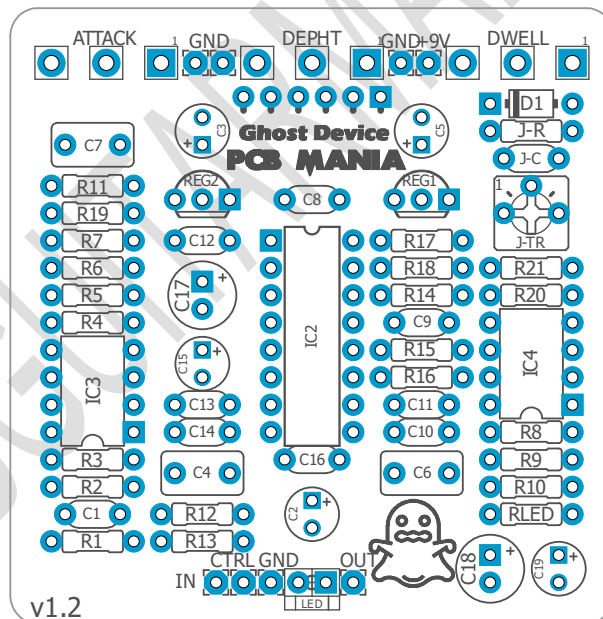 ATTACK 1 GND DEPHT 1 GND +9V DWELL 1
D1
C3 C5
Ghost Device
J-R
PCB MANIA
C7 J-C
R11 REG2 C8 REG1 1
R19
R7 C12 R17 J-TR
R6 R18 R21
R5 C17 R14 R20
R4 C9
IC2
C15 R15
IC3 R16 IC4
C13 C11
C14 C10 R8
R3 C16 R9
R2 C4 C6 R10
C1 R12 C2 RLED
R1 R13
C18 C19
CTRL GND OUT
IN
LED
v1.2